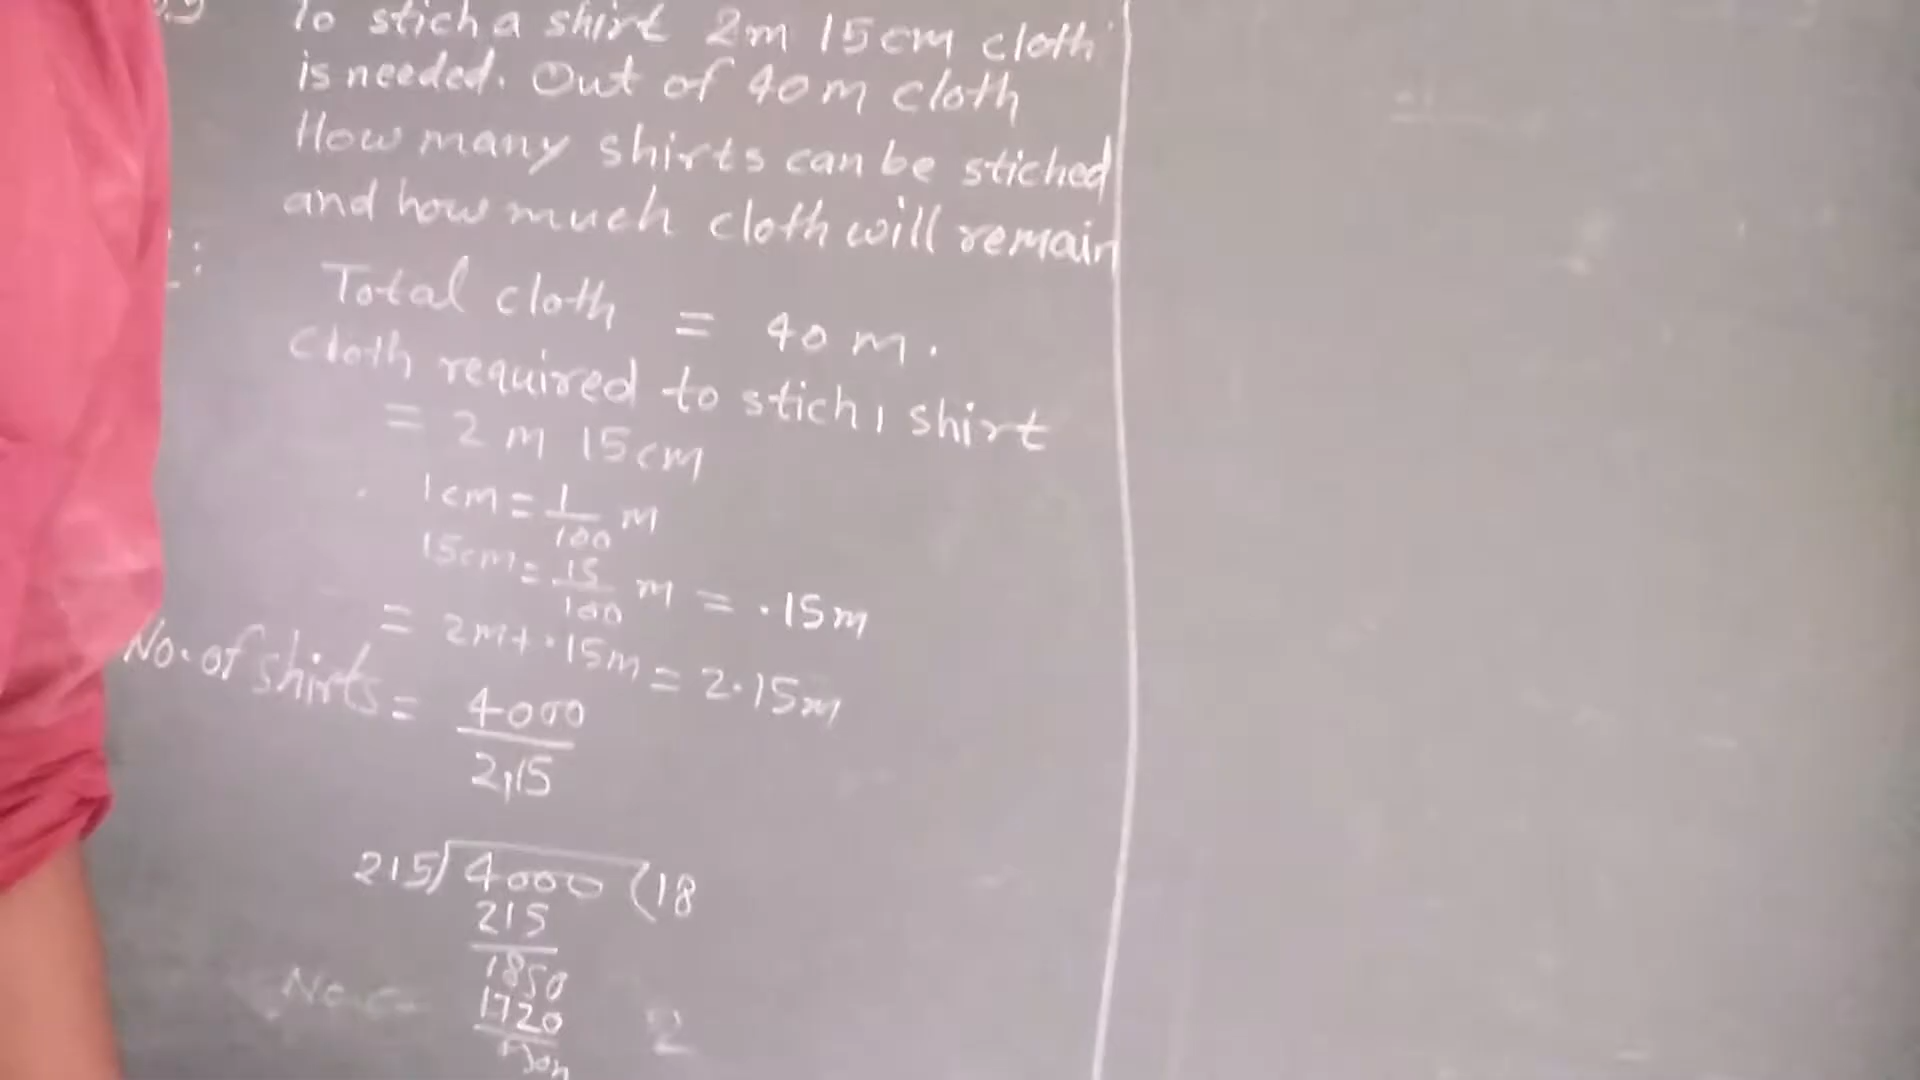 To stich a shirt 2m 15cm cloth
is needed. Out of 40m cloth
How many shirts can be stiched
and how much cloth will remain
Total cloth = 40 m.
Cloth required to stich 1 shirt
= 2 m 15cm
1cm = 1/100 m
15cm = 15/100 m = .15m
= 2m + .15m = 2.15m
No. of shirts = 4000/2.15
215)4000(18
215
1850
1720